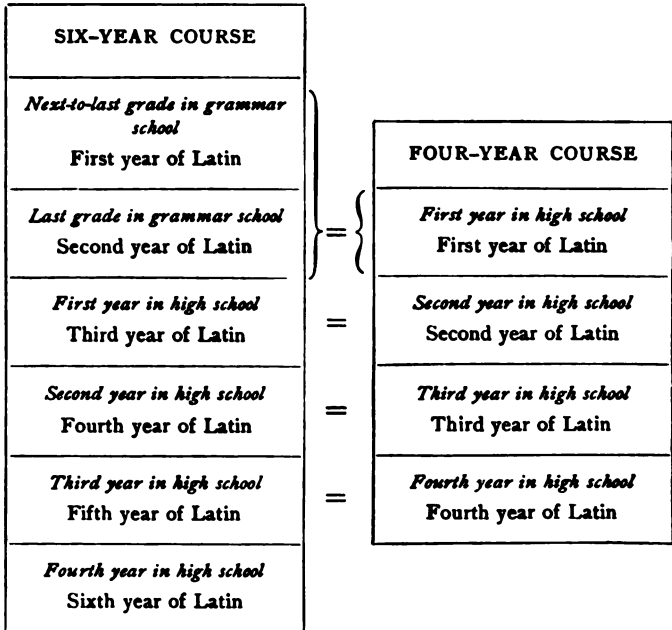 SIX-YEAR COURSE
Next-to-last grade in grammar
school
First year of Latin
Last grade in grammar school
Second year of Latin
First year in high school
Third year of Latin
Second year in high school
Fourth year of Latin
Third year in high school
Fifth year of Latin
Fourth year in high school
Sixth year of Latin
=
=
=
=
FOUR-YEAR COURSE
First year in high school
First year of Latin
Second year in high school
Second year of Latin
Third year in high school
Third year of Latin
Fourth year in high school
Fourth year of Latin